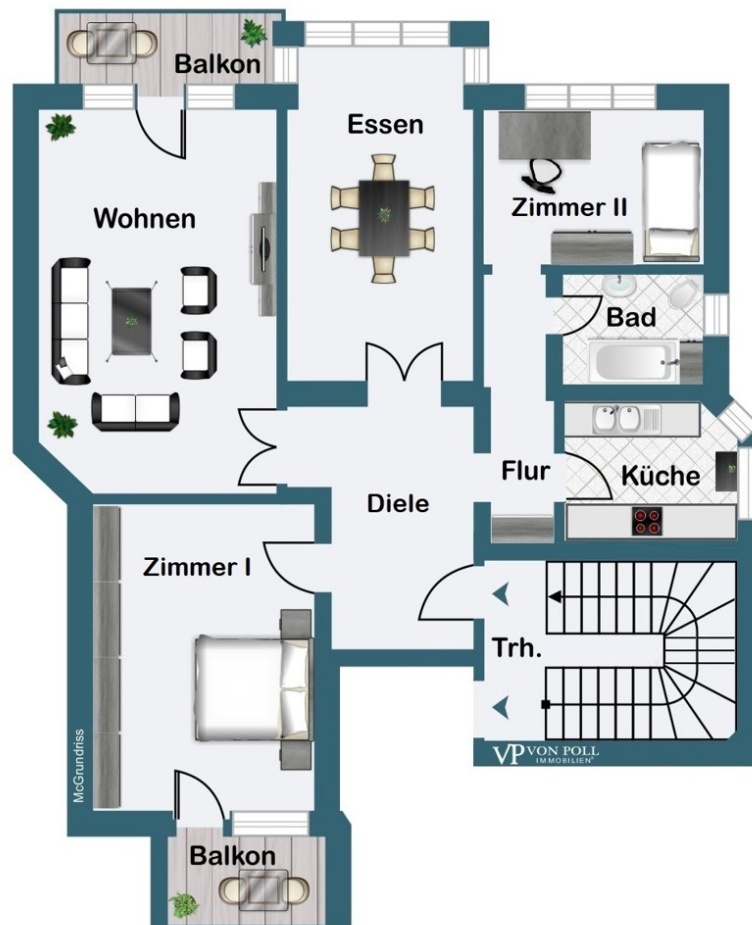 Balkon
Essen
Wohnen
Zimmer II
Bad
Flur
Küche
Diele
Zimmer I
Trh.
McGrundriss
VP VON POLL
IMMOBILIEN®
Balkon